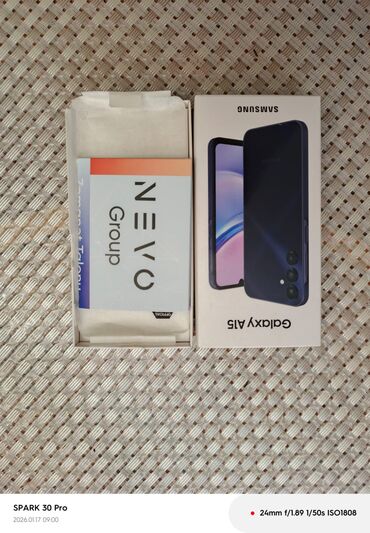 SAMSUNG
Galaxy A15
NEVO
Group
OFFICIAL
SPARK 30 Pro
2026.01.17 09:00
24mm f/1.89 1/50s ISO1808